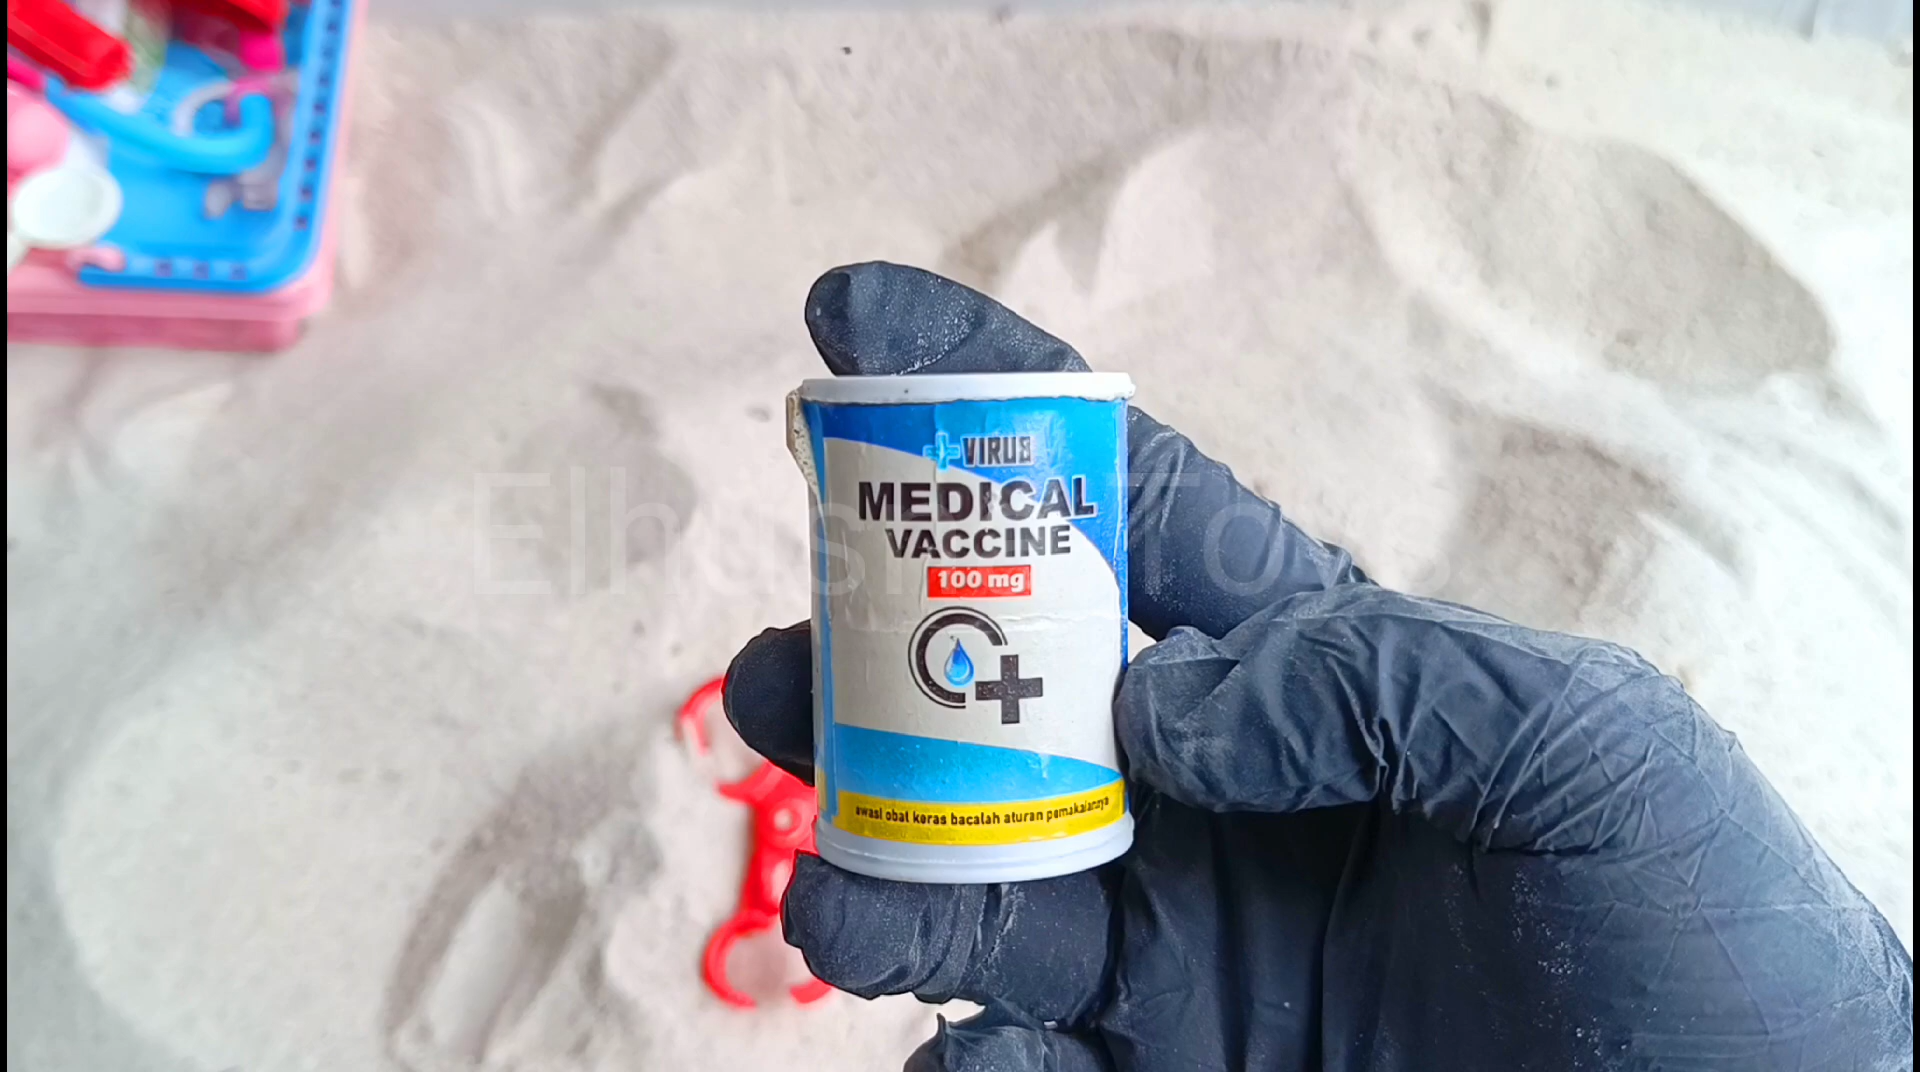 VIRUS
MEDICAL
VACCINE
100 mg
awasi obat keras bacalah aturan pemakaiannya